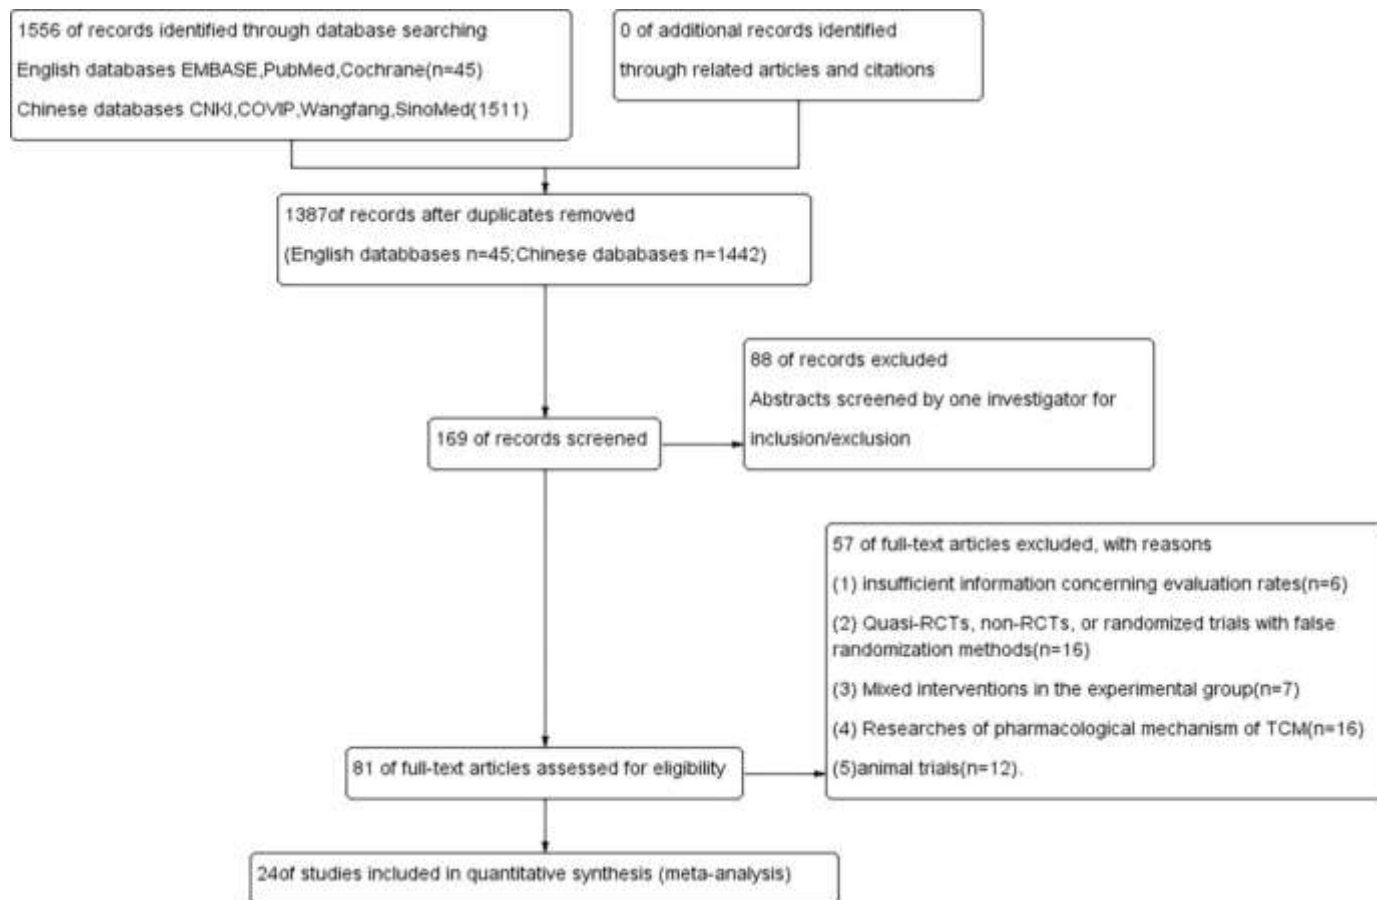 1556 of records identified through database searching
English databases EMBASE,PubMed,Cochrane(n=45)
Chinese databases CNKI,COVIP,Wangfang,SinoMed(1511)
0 of additional records identified
through related articles and citations
1387of records after duplicates removed
(English databbases n=45;Chinese dababases n=1442)
88 of records excluded
Abstracts screened by one investigator for
inclusion/exclusion
169 of records screened
57 of full-text articles excluded, with reasons
(1) insufficient information concerning evaluation rates(n=6)
(2) Quasi-RCTs, non-RCTs, or randomized trials with false
randomization methods(n=16)
(3) Mixed interventions in the experimental group(n=7)
(4) Researches of pharmacological mechanism of TCM(n=16)
(5)animal trials(n=12).
81 of full-text articles assessed for eligibility
24of studies included in quantitative synthesis (meta-analysis)